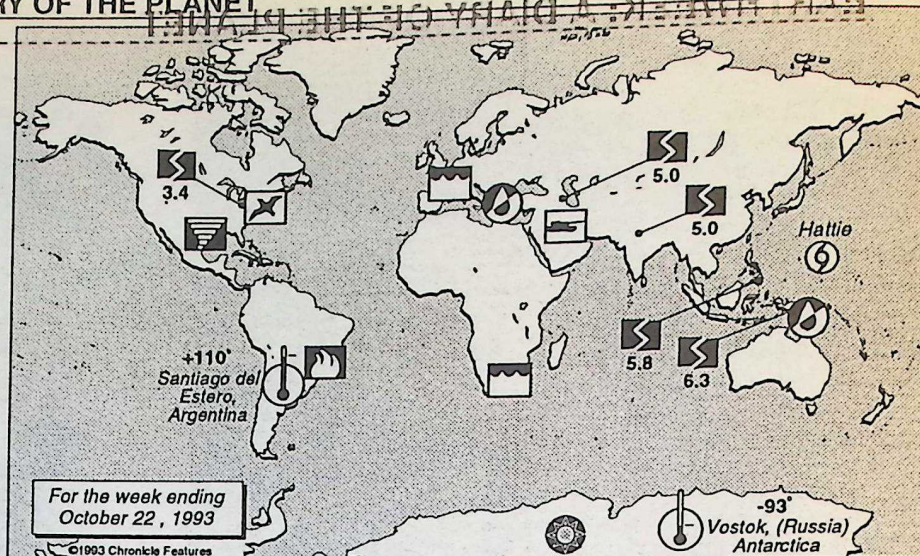 RY OF THE PLANET
3.4
5.0
5.0
Hattie
5.8
6.3
+110°
Santiago del
Estero,
Argentina
For the week ending
October 22 , 1993
©1993 Chronicle Features
-93°
Vostok, (Russia)
Antarctica